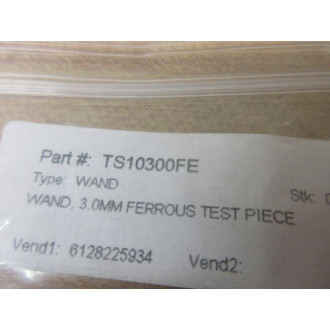 Part #: TS10300FE
Type: WAND
Stk:
WAND, 3.0MM FERROUS TEST PIECE
Vend1: 6128225934 Vend2: